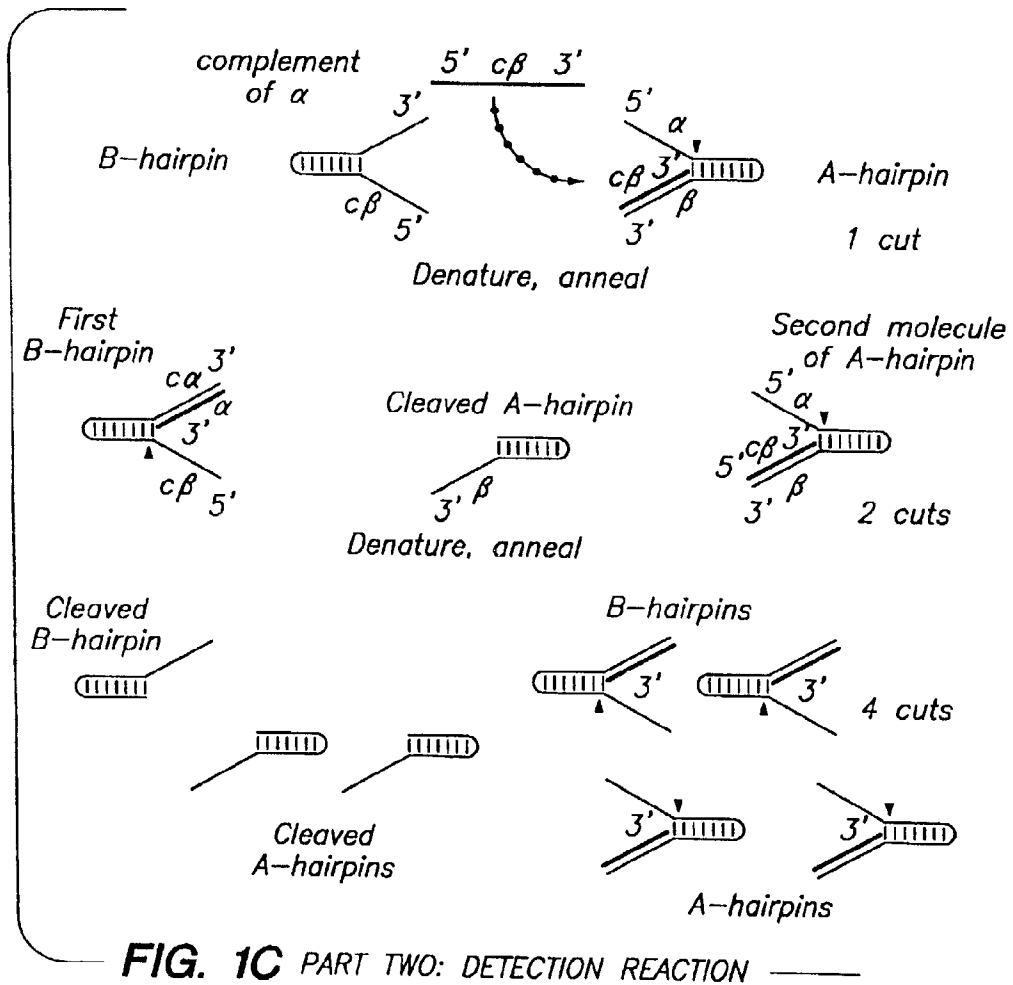 complement
of α
5' cβ 3'
3'
B-hairpin
cβ
5'
5'
α
cβ 3'
β
3'
A-hairpin
1 cut
Denature, anneal
First
B-hairpin
3'
cα
α
3'
cβ
5'
Cleaved A-hairpin
3' β
Second molecule
of A-hairpin
5'
α
5' cβ 3'
3' β
2 cuts
Denature, anneal
Cleaved
B-hairpin
B-hairpins
3'
3'
4 cuts
Cleaved
A-hairpins
3'
3'
A-hairpins
FIG. 1C PART TWO: DETECTION REACTION